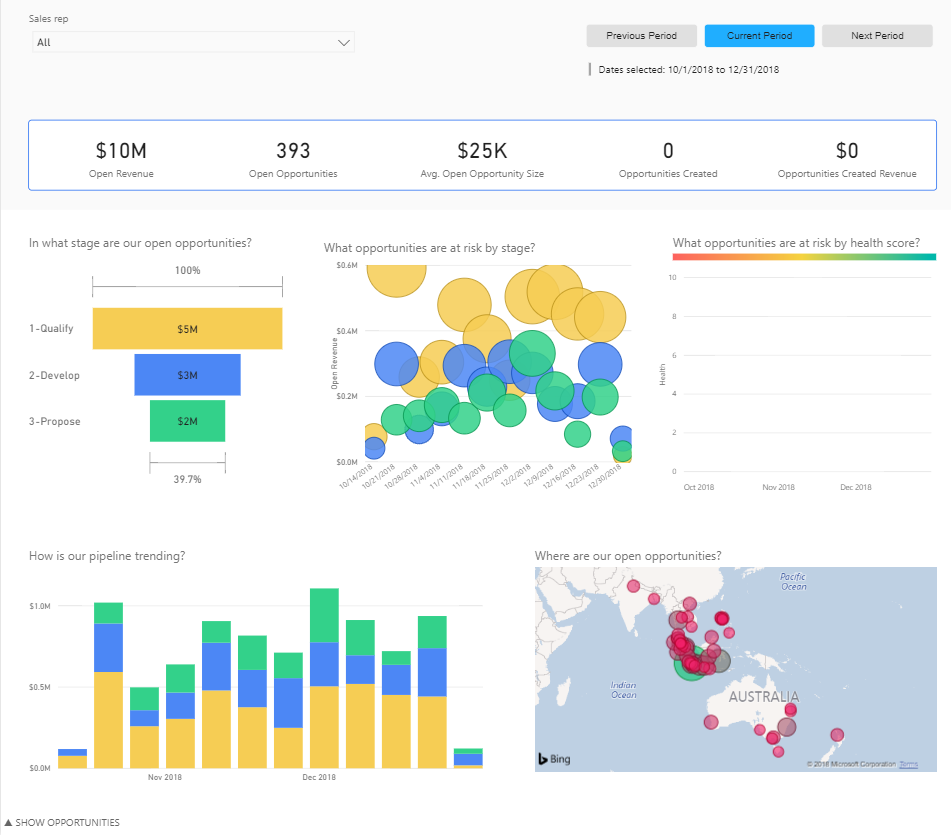 Sales rep
All
Previous Period
Current Period
Next Period
Dates selected: 10/1/2018 to 12/31/2018
$10M
Open Revenue
393
Open Opportunities
$25K
Avg. Open Opportunity Size
0
Opportunities Created
$0
Opportunities Created Revenue
In what stage are our open opportunities?
100%
1-Qualify
$5M
2-Develop
$3M
3-Propose
$2M
39.7%
What opportunities are at risk by stage?
Open Revenue
$0.6M
$0.4M
$0.2M
$0.0M
10/14/2018
10/21/2018
10/28/2018
11/4/2018
11/11/2018
11/18/2018
11/25/2018
12/2/2018
12/9/2018
12/16/2018
12/23/2018
12/30/2018
What opportunities are at risk by health score?
Health
10
8
6
4
2
0
Oct 2018
Nov 2018
Dec 2018
How is our pipeline trending?
$1.0M
$0.5M
$0.0M
Nov 2018
Dec 2018
Where are our open opportunities?
Pacific
Ocean
Indian
Ocean
AUSTRALIA
Bing
© 2018 Microsoft Corporation Terms
▲ SHOW OPPORTUNITIES